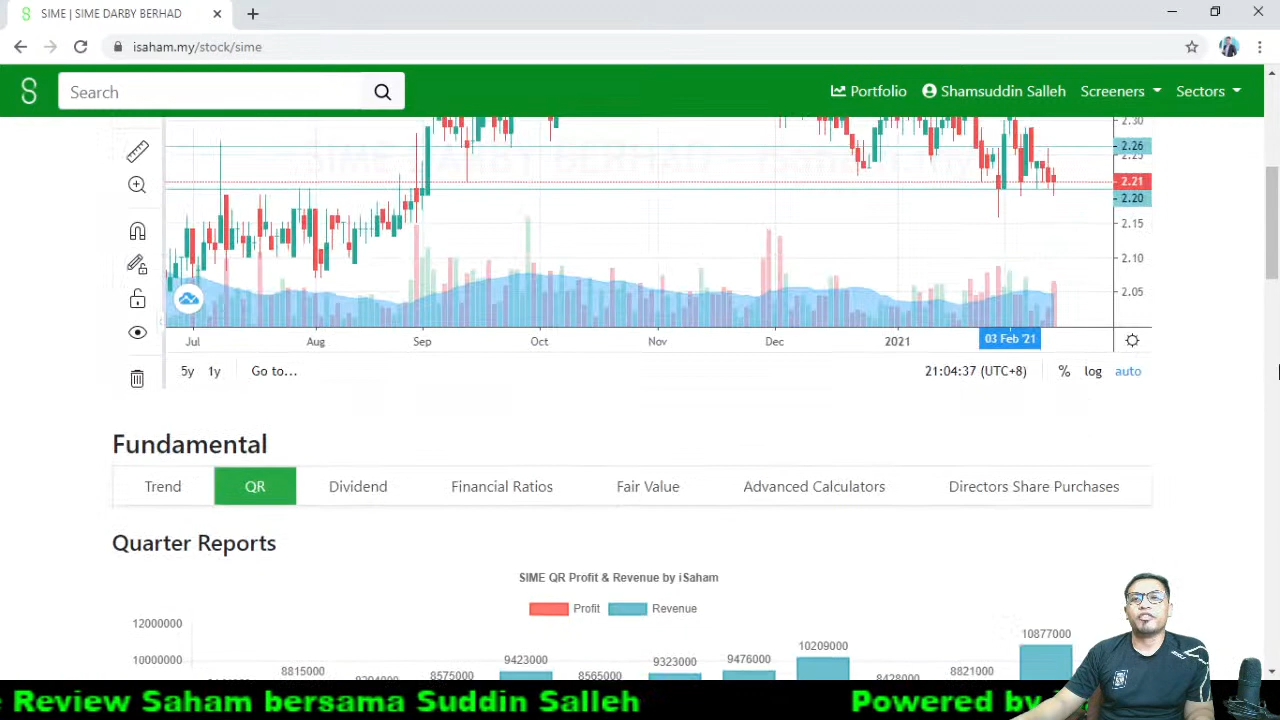 SIME | SIME DARBY BERHAD
isaham.my/stock/sime
Search
Portfolio
Shamsuddin Salleh
Screeners
Sectors
2.30
2.26
2.25
2.21
2.20
2.15
2.10
2.05
Jul Aug Sep Oct Nov Dec 2021 03 Feb '21
5y 1y Go to... 21:04:37 (UTC+8) % log auto
Fundamental
Trend QR Dividend Financial Ratios Fair Value Advanced Calculators Directors Share Purchases
Quarter Reports
SIME QR Profit & Revenue by iSaham
Profit Revenue
12000000
10877000
10209000
10000000
9423000
9476000
9323000
8815000
8575000
8565000
8821000
Review Saham bersama Suddin Salleh Powered by